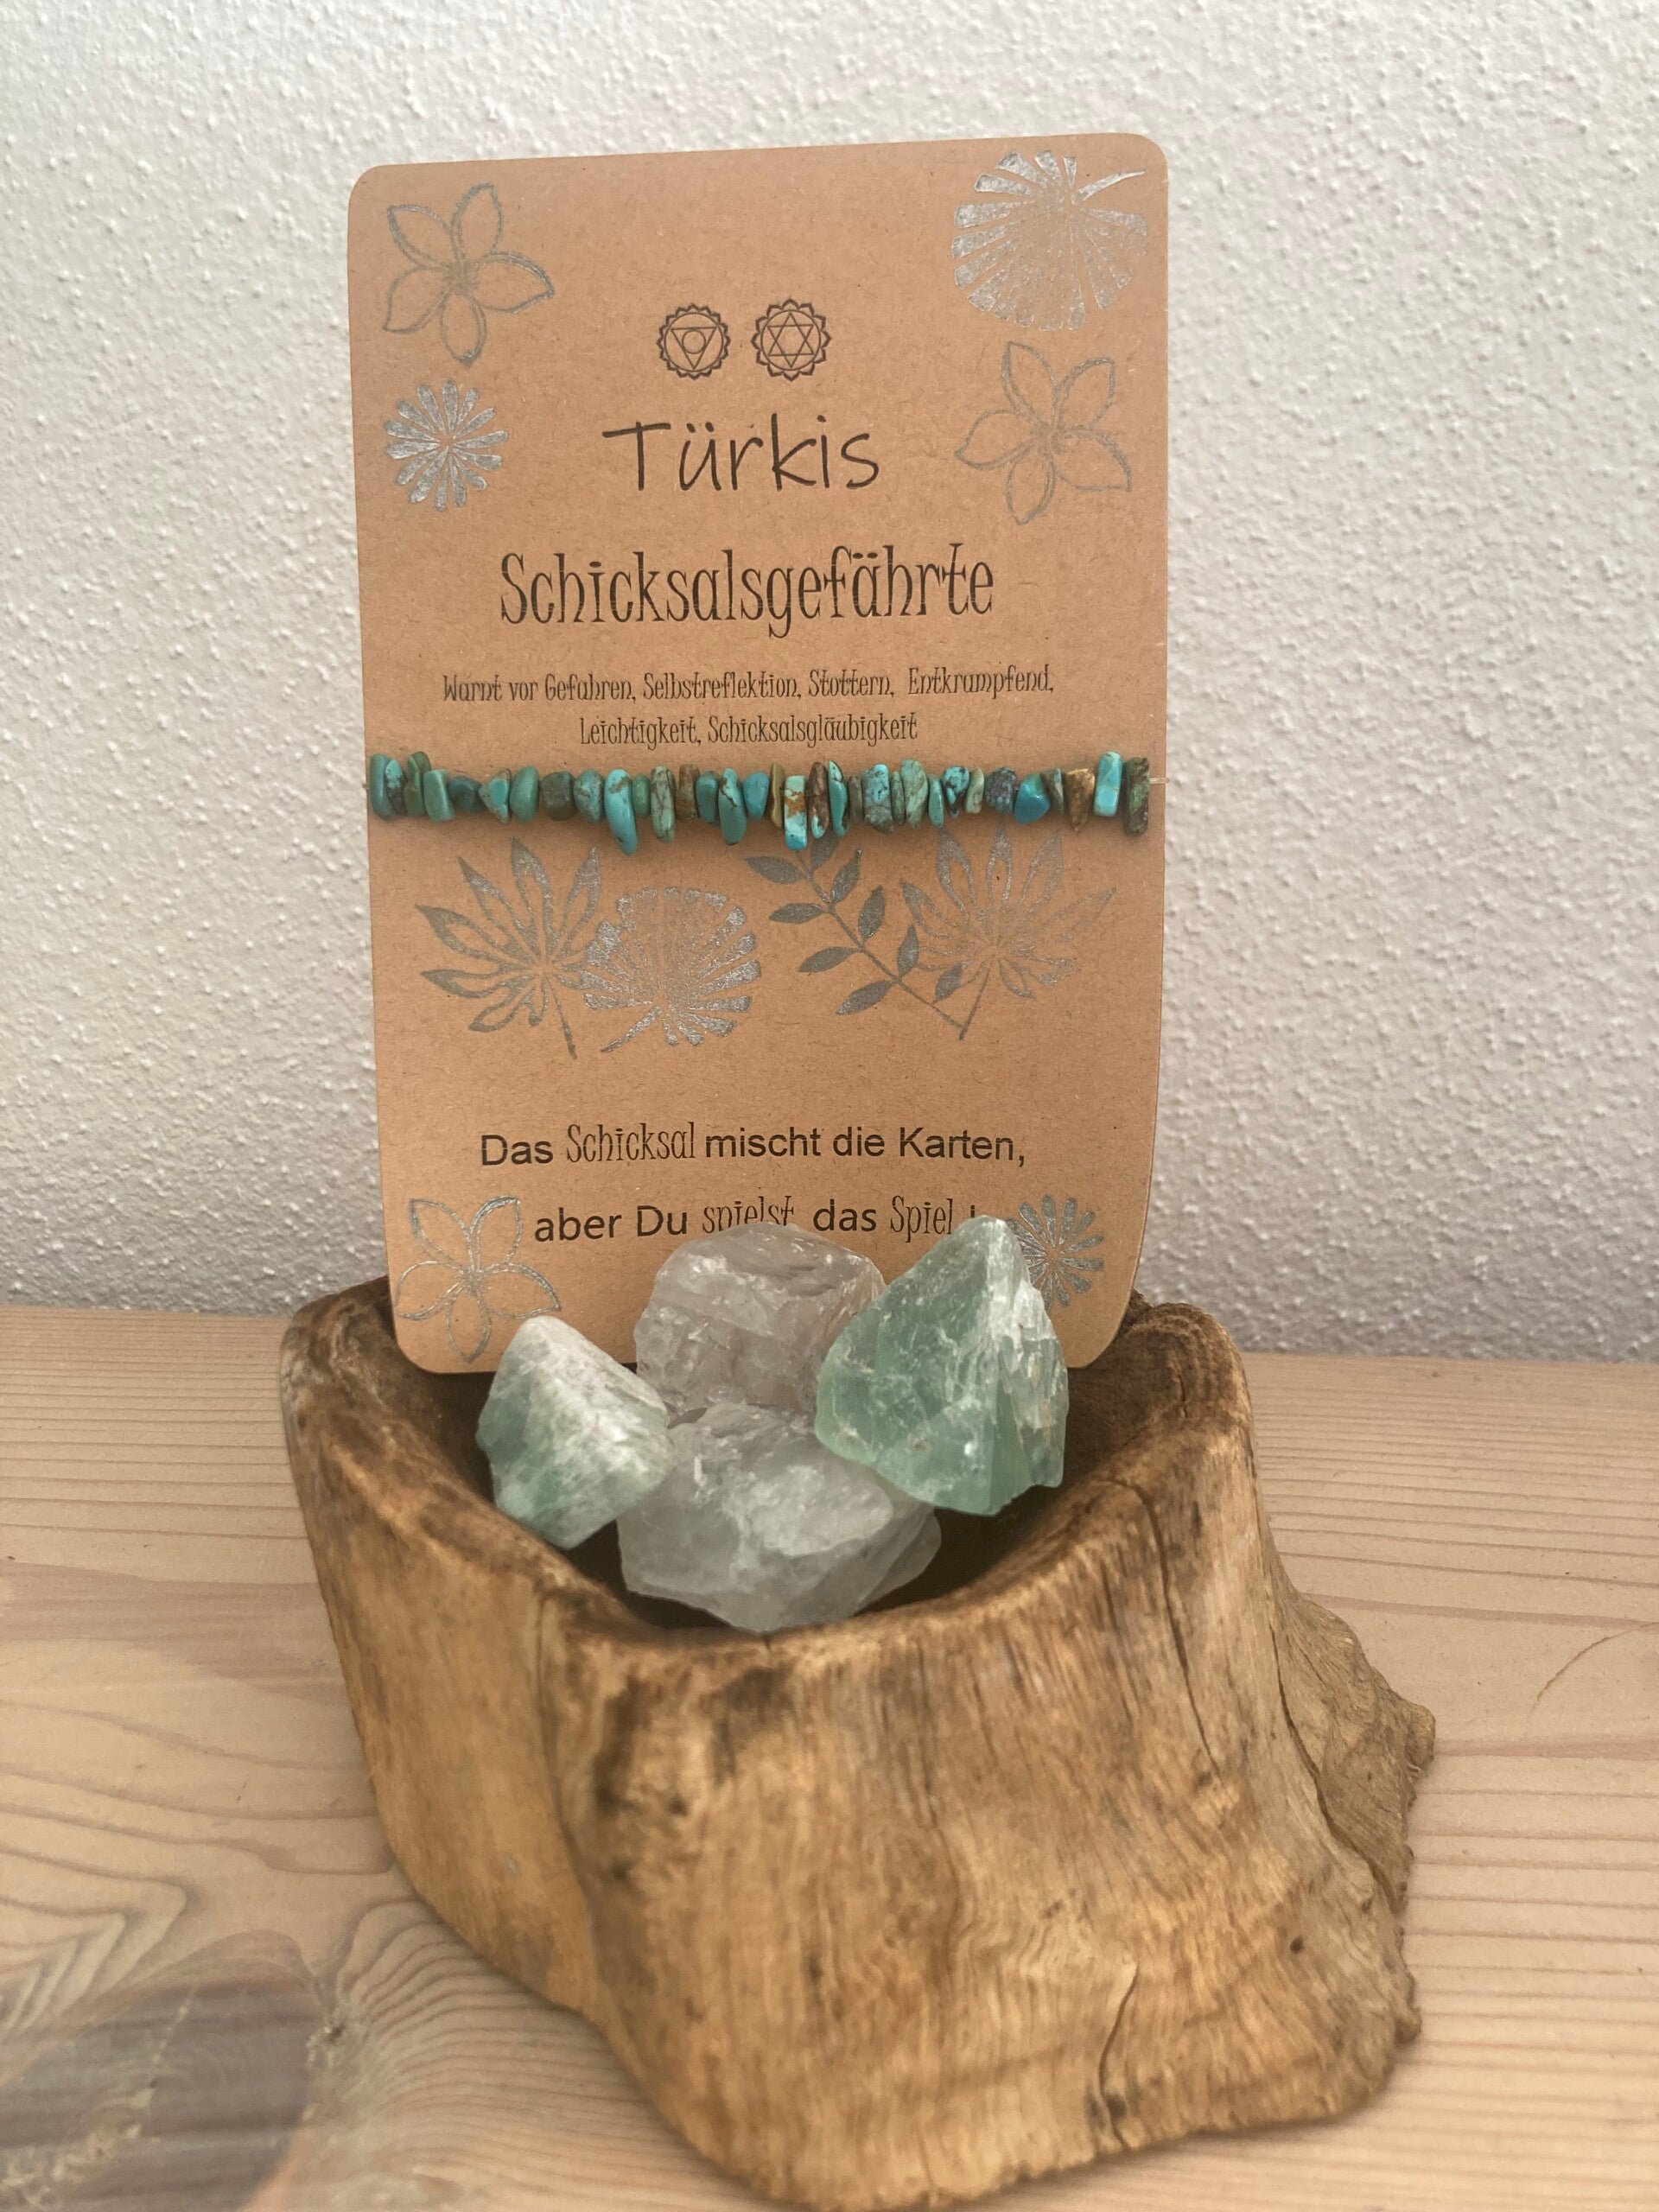 Türkis
Schicksalsgefährte
Warnt vor Gefahren, Selbstreflektion, Stottern, Entkrampfend,
Leichtigkeit, Schicksalsgläubigkeit
Das Schicksal mischt die Karten,
aber Du spielst das Spiel !